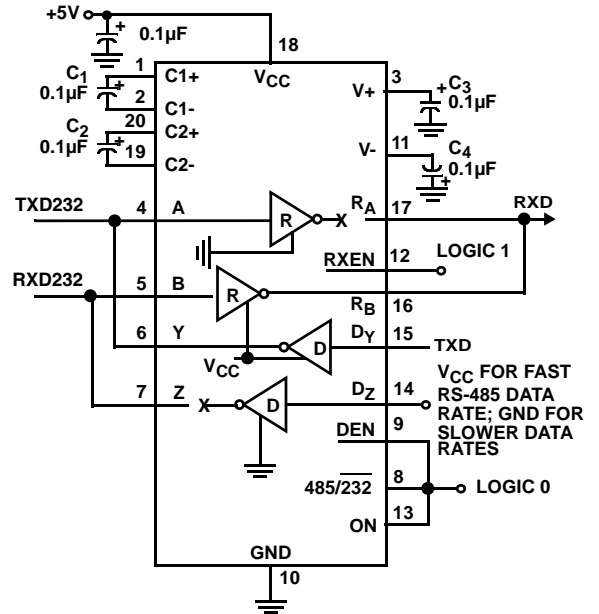 +5V
0.1µF
18
1
C1
0.1µF
C1+
VCC
3
V+
+ C3
0.1µF
2
C1-
20
C2
0.1µF
C2+
19
C2-
11
V-
C4
0.1µF
+
TXD232
4
A
R
X
RA
17
RXD
RXEN
12
LOGIC 1
RXD232
5
B
R
RB
16
6
Y
D
DY
15
TXD
VCC
7
Z
X
D
DZ
14
VCC FOR FAST
RS-485 DATA
RATE; GND FOR
SLOWER DATA
RATES
DEN
9
485/232
8
LOGIC 0
ON
13
GND
10